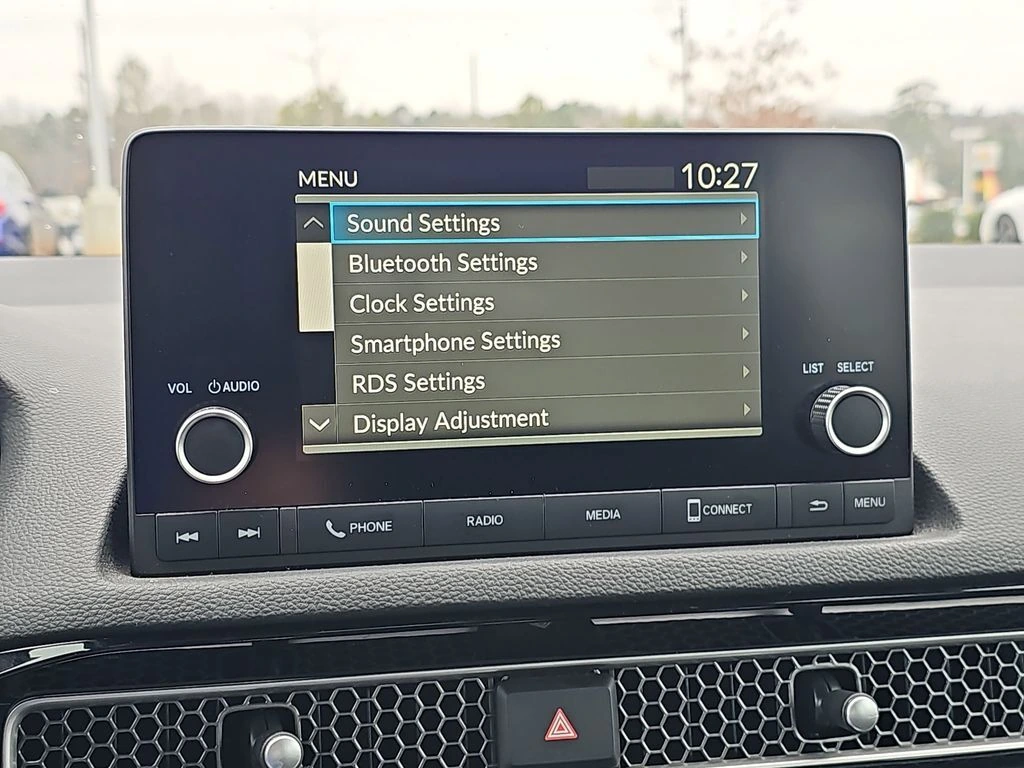 MENU 10:27
Sound Settings
Bluetooth Settings
Clock Settings
Smartphone Settings
RDS Settings
Display Adjustment
VOL AUDIO
LIST SELECT
PHONE RADIO MEDIA CONNECT MENU